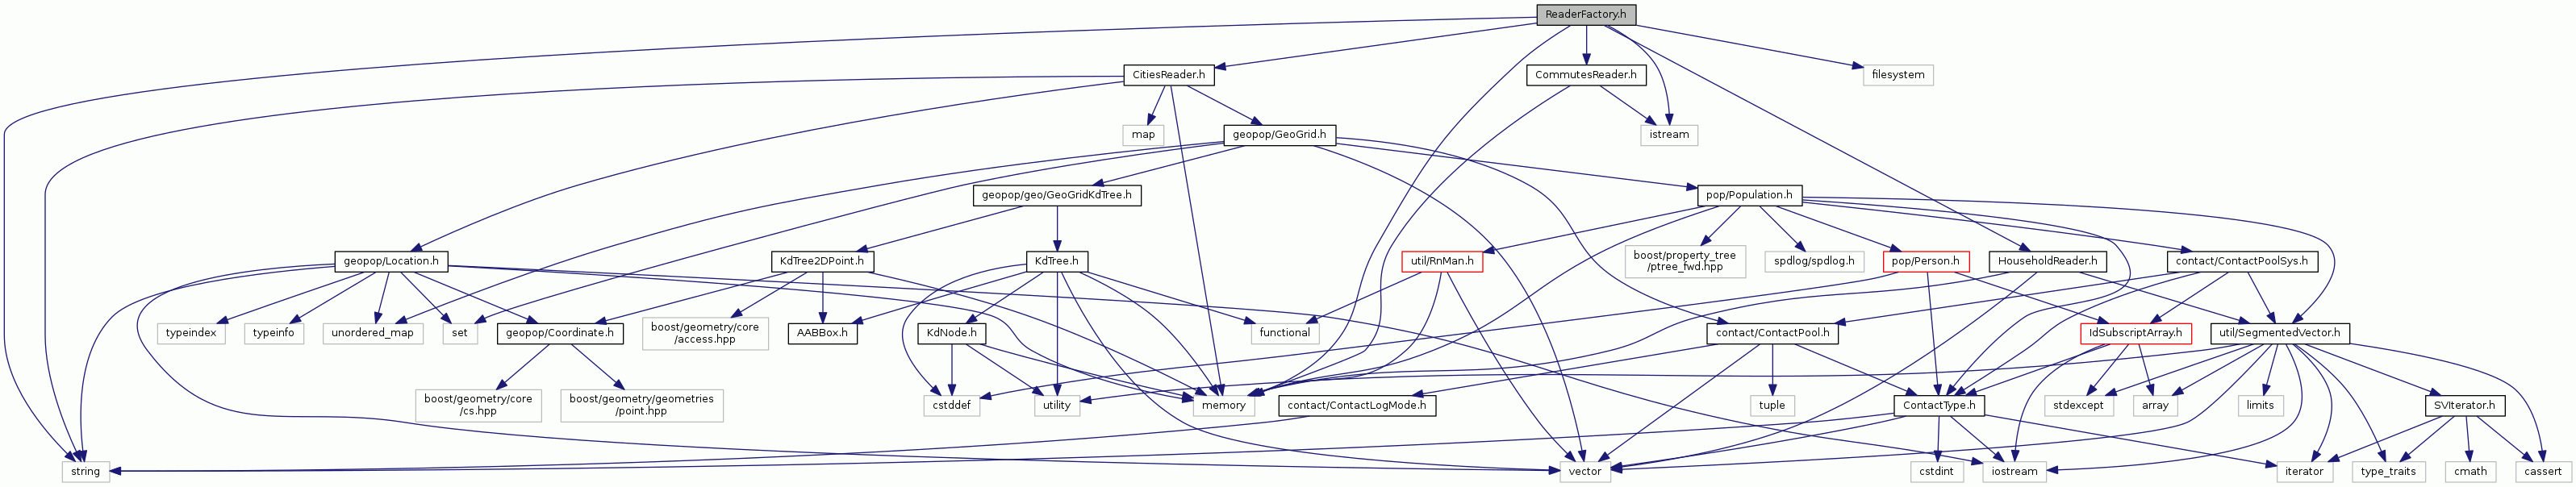 ReaderFactory.h
CitiesReader.h
CommutesReader.h
filesystem
map
geopop/GeoGrid.h
istream
geopop/geo/GeoGridKdTree.h
pop/Population.h
geopop/Location.h
KdTree2DPoint.h
KdTree.h
util/RnMan.h
boost/property_tree
/ptree_fwd.hpp
spdlog/spdlog.h
pop/Person.h
HouseholdReader.h
contact/ContactPoolSys.h
typeindex
typeinfo
unordered_map
set
geopop/Coordinate.h
boost/geometry/core
/access.hpp
AABBox.h
KdNode.h
functional
contact/ContactPool.h
IdSubscriptArray.h
util/SegmentedVector.h
boost/geometry/core
/cs.hpp
boost/geometry/geometries
/point.hpp
cstddef
utility
memory
contact/ContactLogMode.h
tuple
ContactType.h
stdexcept
array
limits
SVIterator.h
string
vector
cstdint
iostream
iterator
type_traits
cmath
cassert